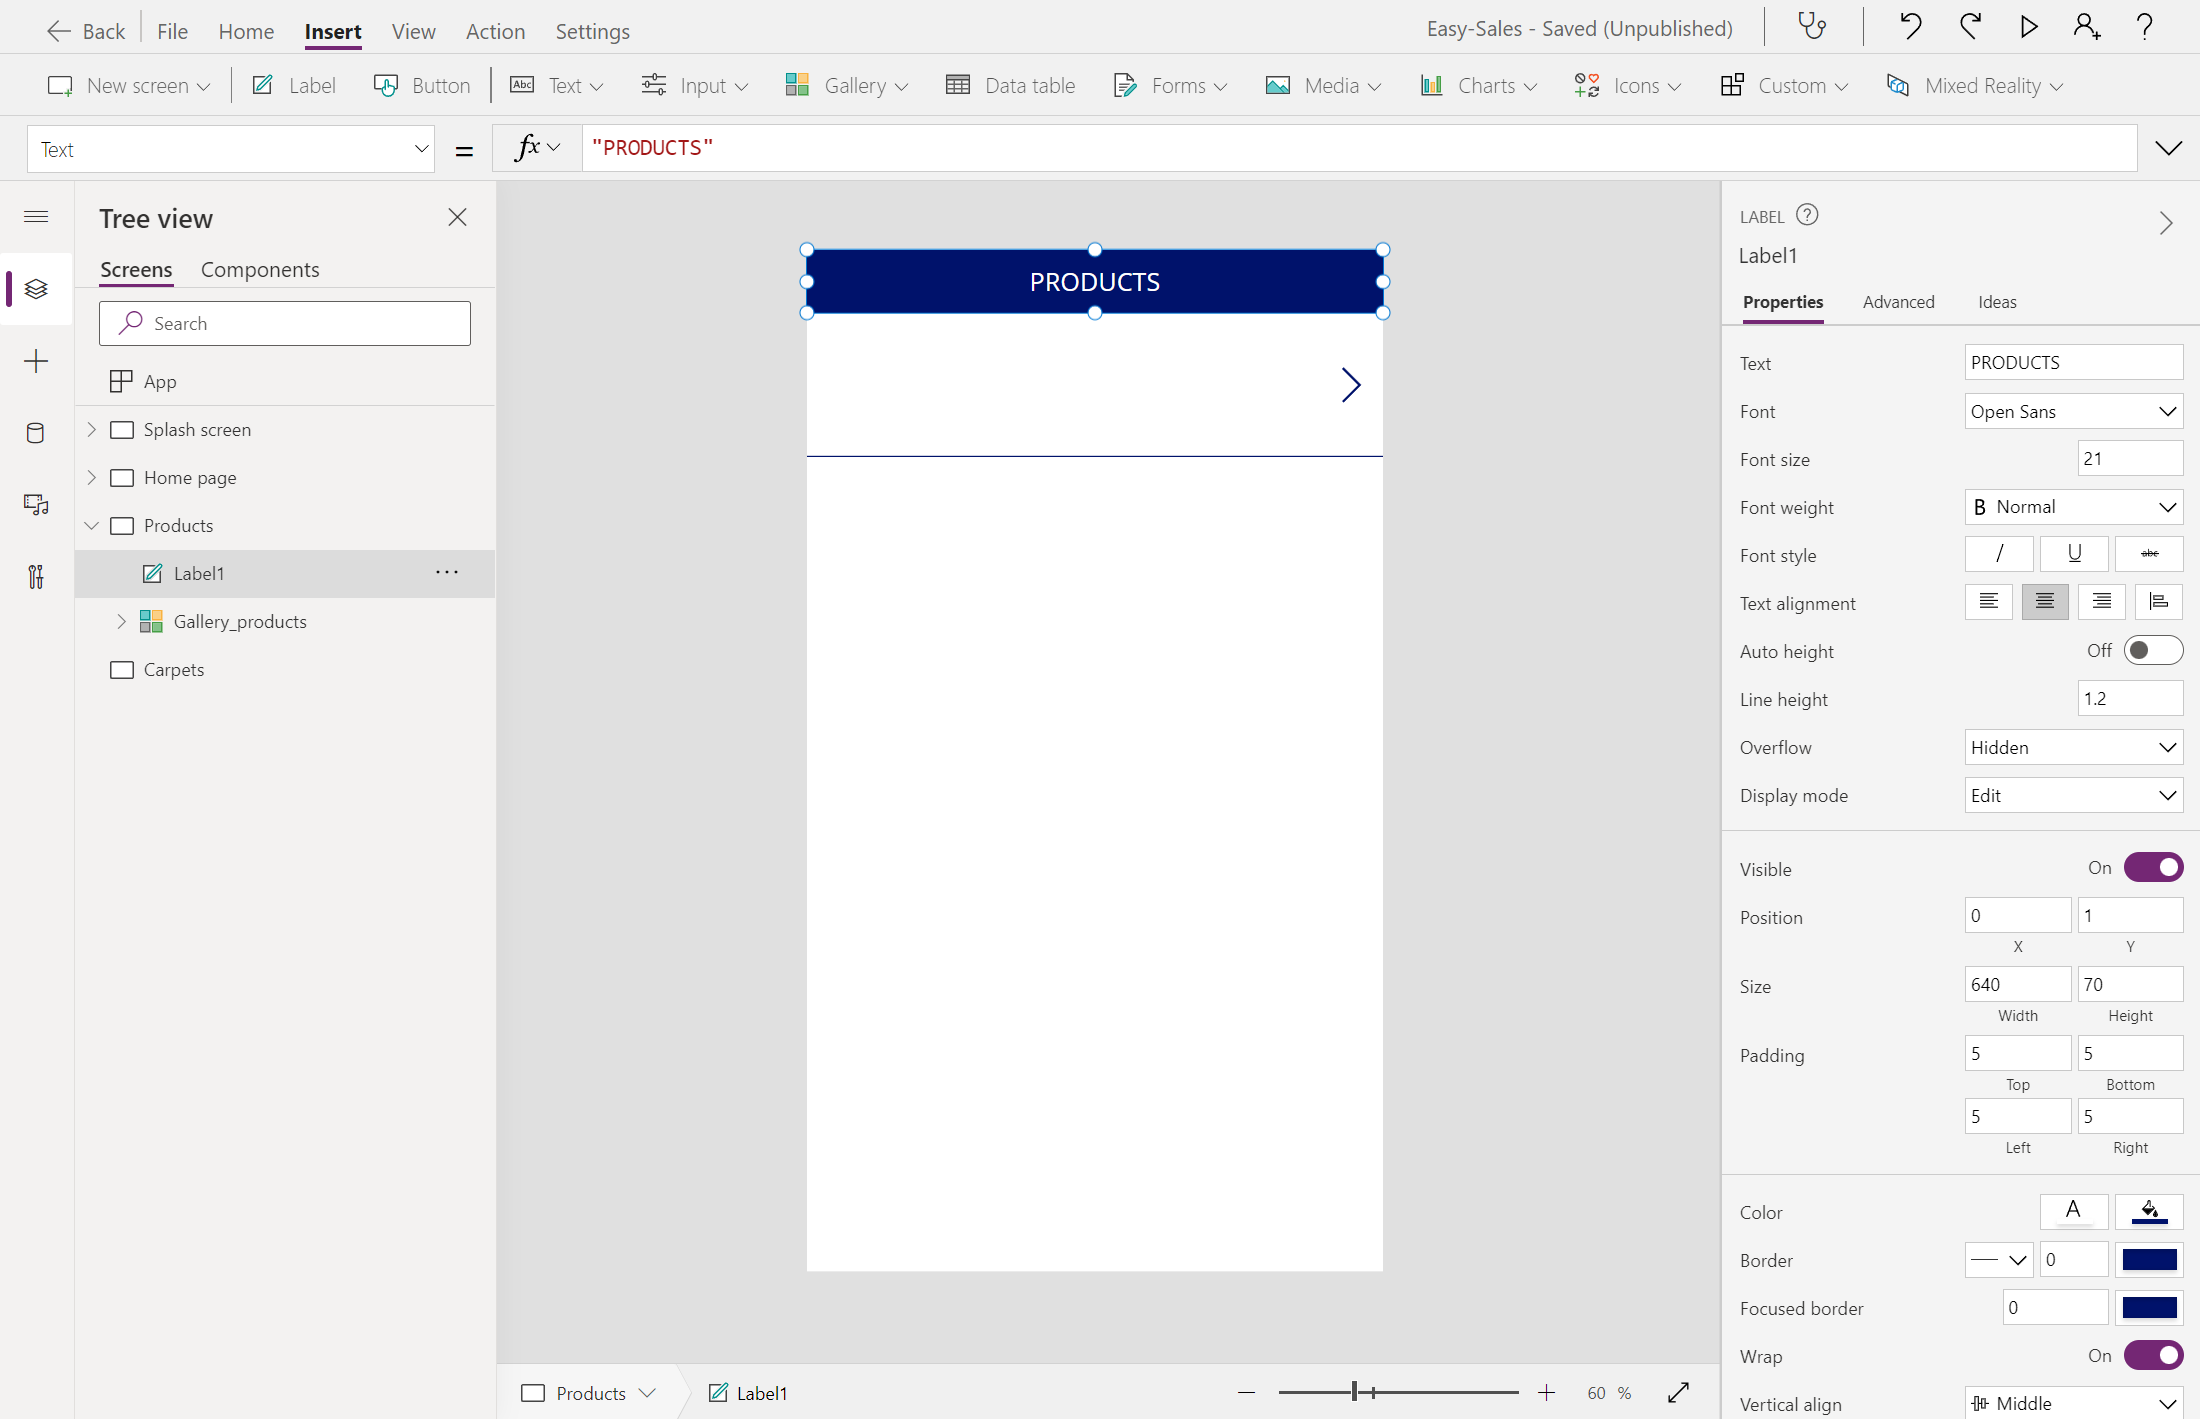 Back File Home Insert View Action Settings Easy-Sales - Saved (Unpublished)
New screen Label Button Abc Text Input Gallery Data table Forms Media Charts Icons Custom Mixed Reality
Text = fx "PRODUCTS"
Tree view
Screens Components
Search
App
Splash screen
Home page
Products
Label1 ...
Gallery_products
Carpets
PRODUCTS
Products Label1 60 %
LABEL
Label1
Properties Advanced Ideas
Text PRODUCTS
Font Open Sans
Font size 21
Font weight B Normal
Font style / U abc
Text alignment
Auto height Off
Line height 1.2
Overflow Hidden
Display mode Edit
Visible On
Position 0 1
X Y
Size 640 70
Width Height
Padding 5 5
Top Bottom
5 5
Left Right
Color A
Border 0
Focused border 0
Wrap On
Vertical align Middle